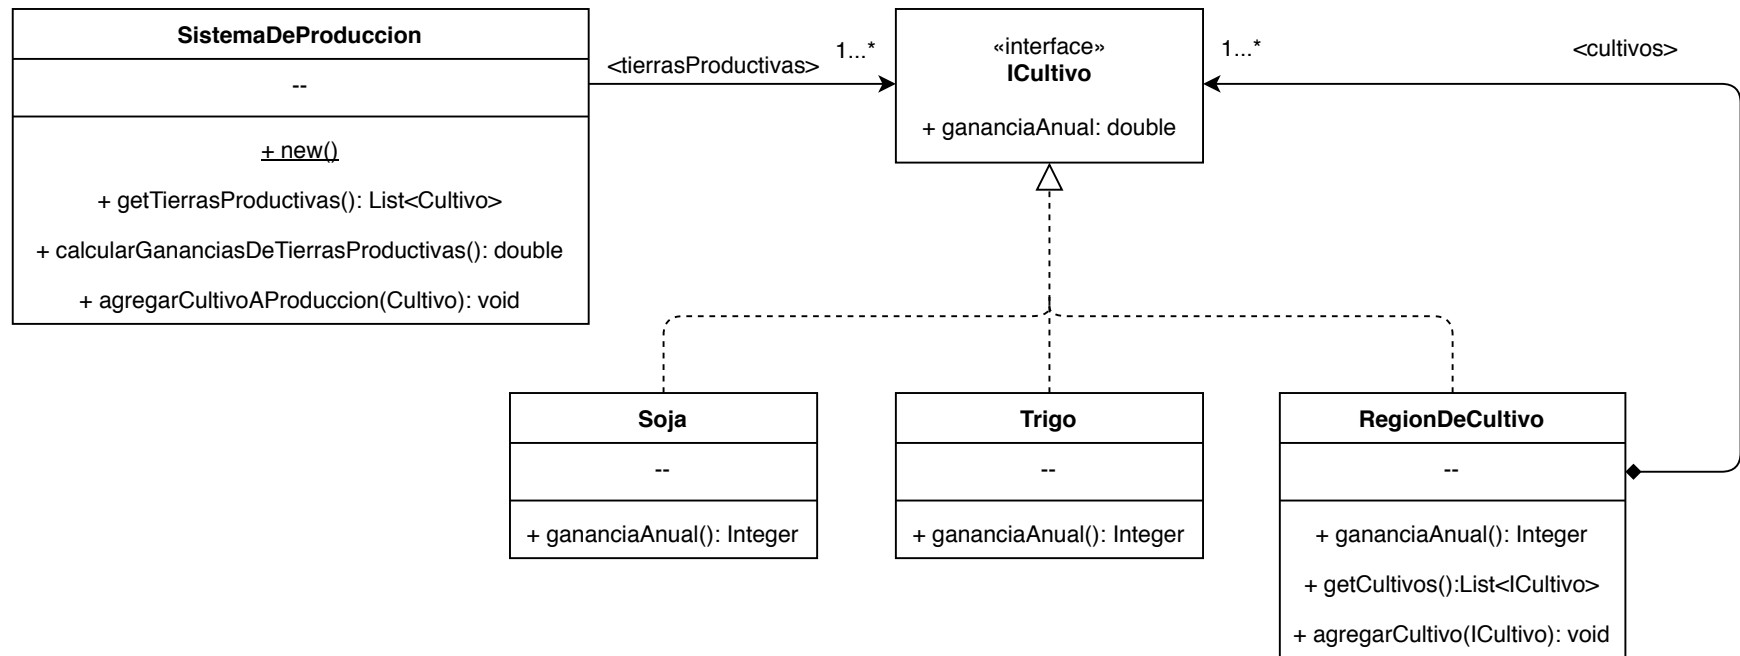 SistemaDeProduccion
--
+ new()
+ getTierrasProductivas(): List<Cultivo>
+ calcularGananciasDeTierrasProductivas(): double
+ agregarCultivoAProduccion(Cultivo): void
<tierrasProductivas>
1...*
«interface»
ICultivo
+ gananciaAnual: double
1...*
<cultivos>
Soja
--
+ gananciaAnual(): Integer
Trigo
--
+ gananciaAnual(): Integer
RegionDeCultivo
--
+ gananciaAnual(): Integer
+ getCultivos():List<ICultivo>
+ agregarCultivo(ICultivo): void